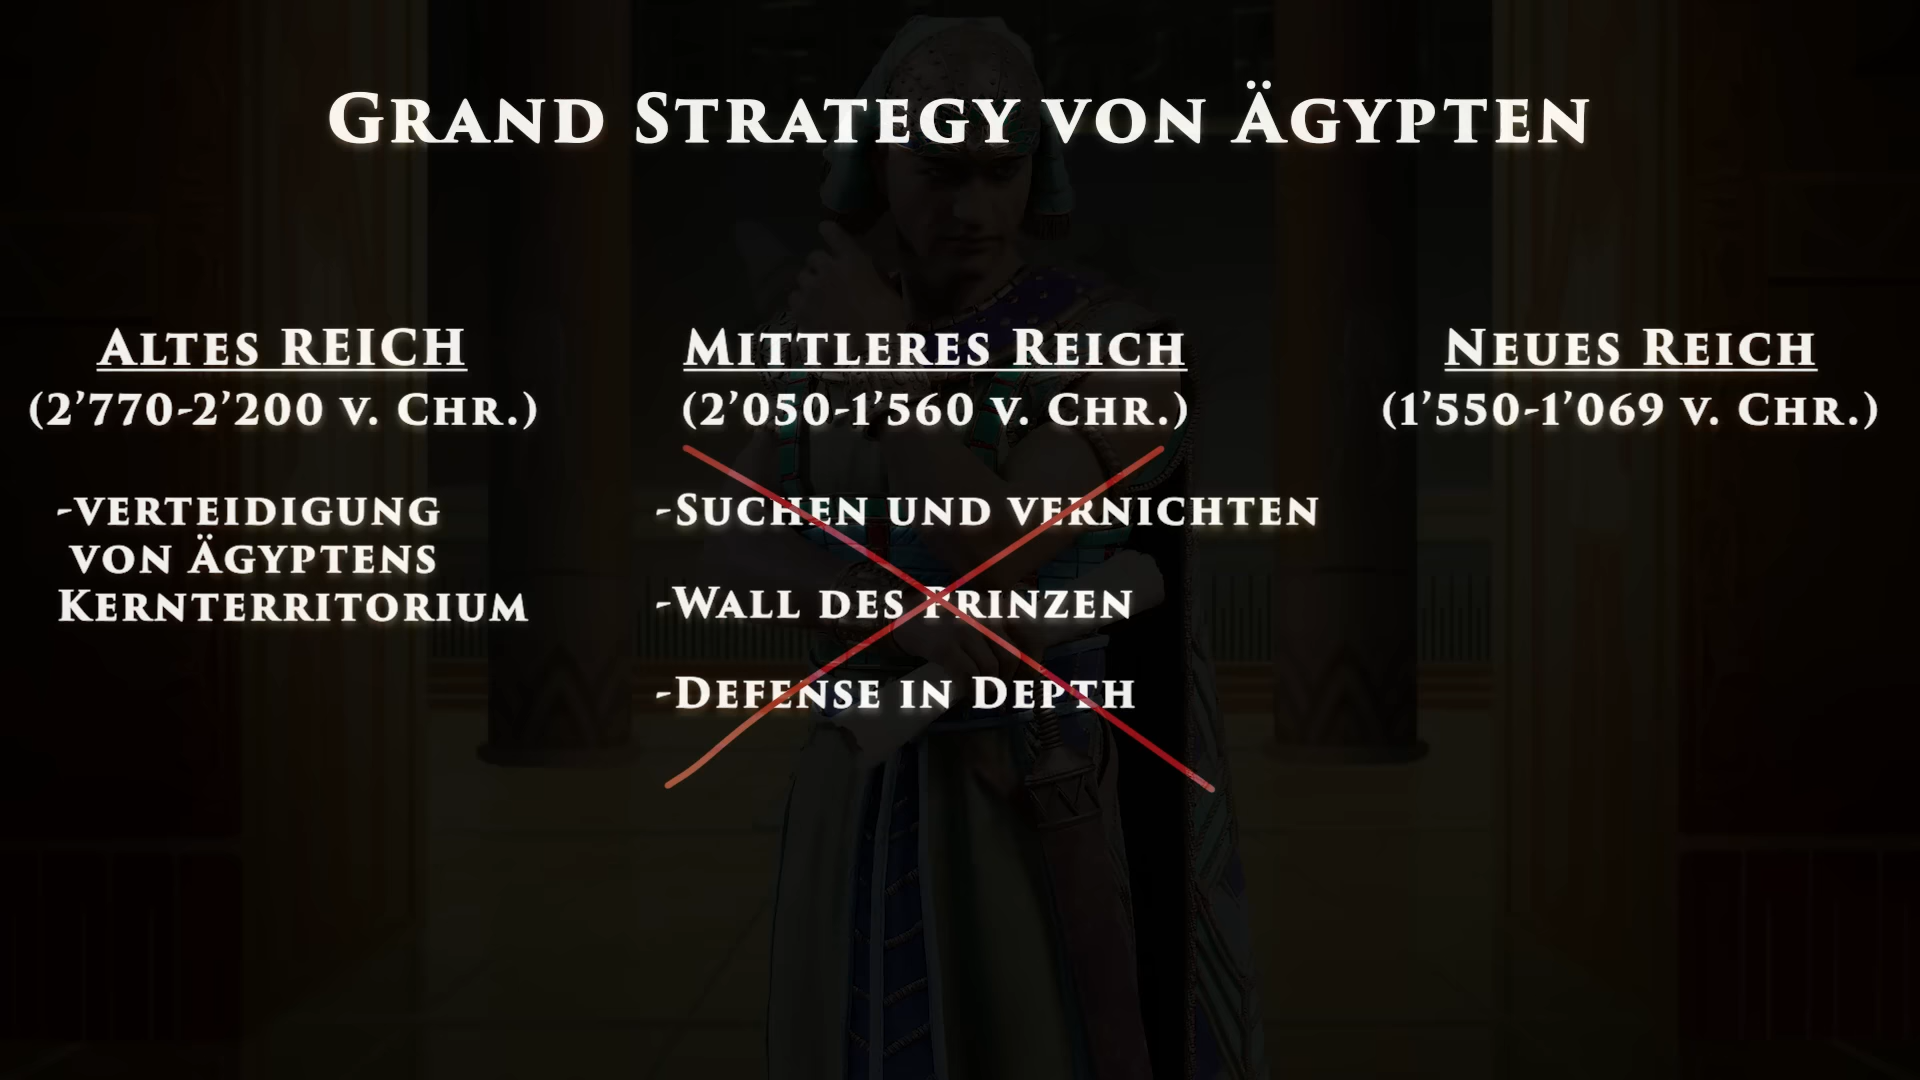 Grand Strategy von Ägypten
Altes REICH
(2'770-2'200 v. Chr.)
-verteidigung
von Ägyptens
Kernterritorium
Mittleres Reich
(2'050-1'560 v. Chr.)
-Suchen und vernichten
-Wall des Prinzen
-Defense in Depth
Neues Reich
(1'550-1'069 v. Chr.)